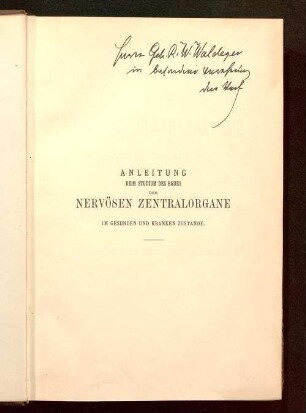 Herrn Geh. R. W. Waldeyer
in besonderer Verehrung
der Verf.
ANLEITUNG
BEIM STUDIUM DES BAUES
DER
NERVÖSEN ZENTRALORGANE
IM GESUNDEN UND KRANKEN ZUSTANDE.